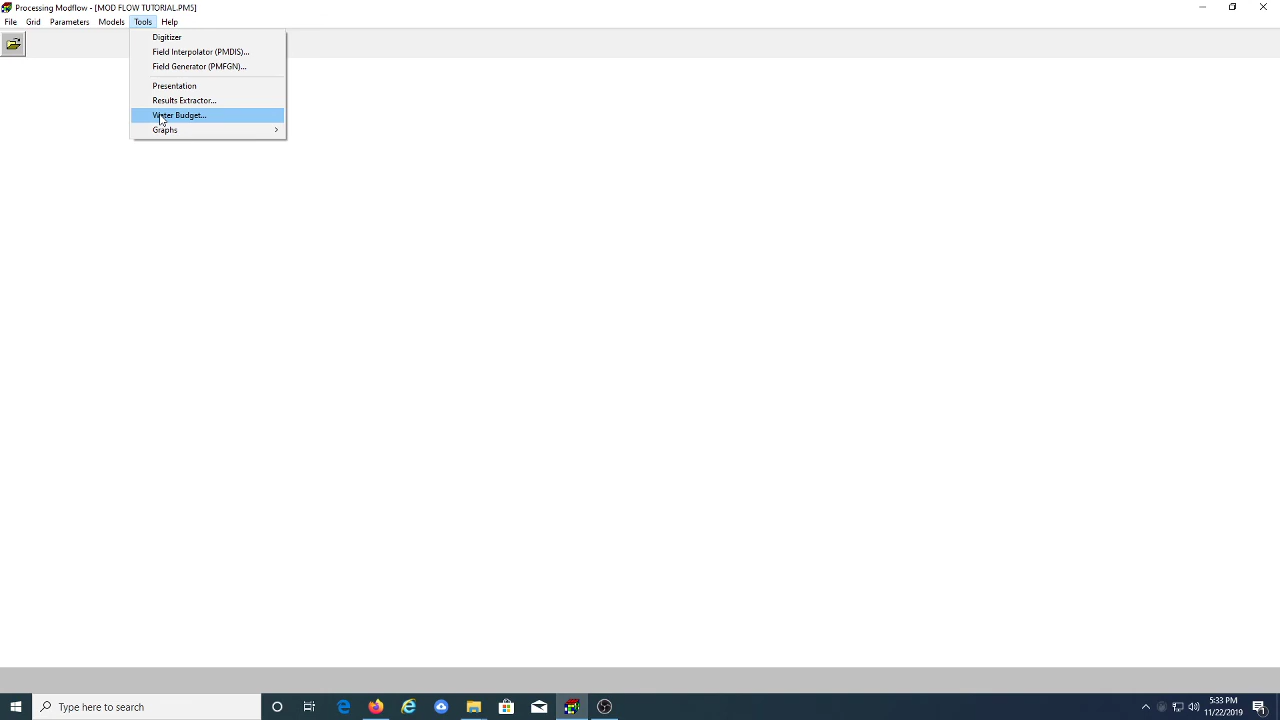 Processing Modflow - [MOD FLOW TUTORIAL.PM5]
File Grid Parameters Models Tools Help
Digitizer
Field Interpolator (PMDIS)...
Field Generator (PMFGN)...
Presentation
Results Extractor...
Water Budget...
Graphs
Type here to search
5:33 PM
11/22/2019